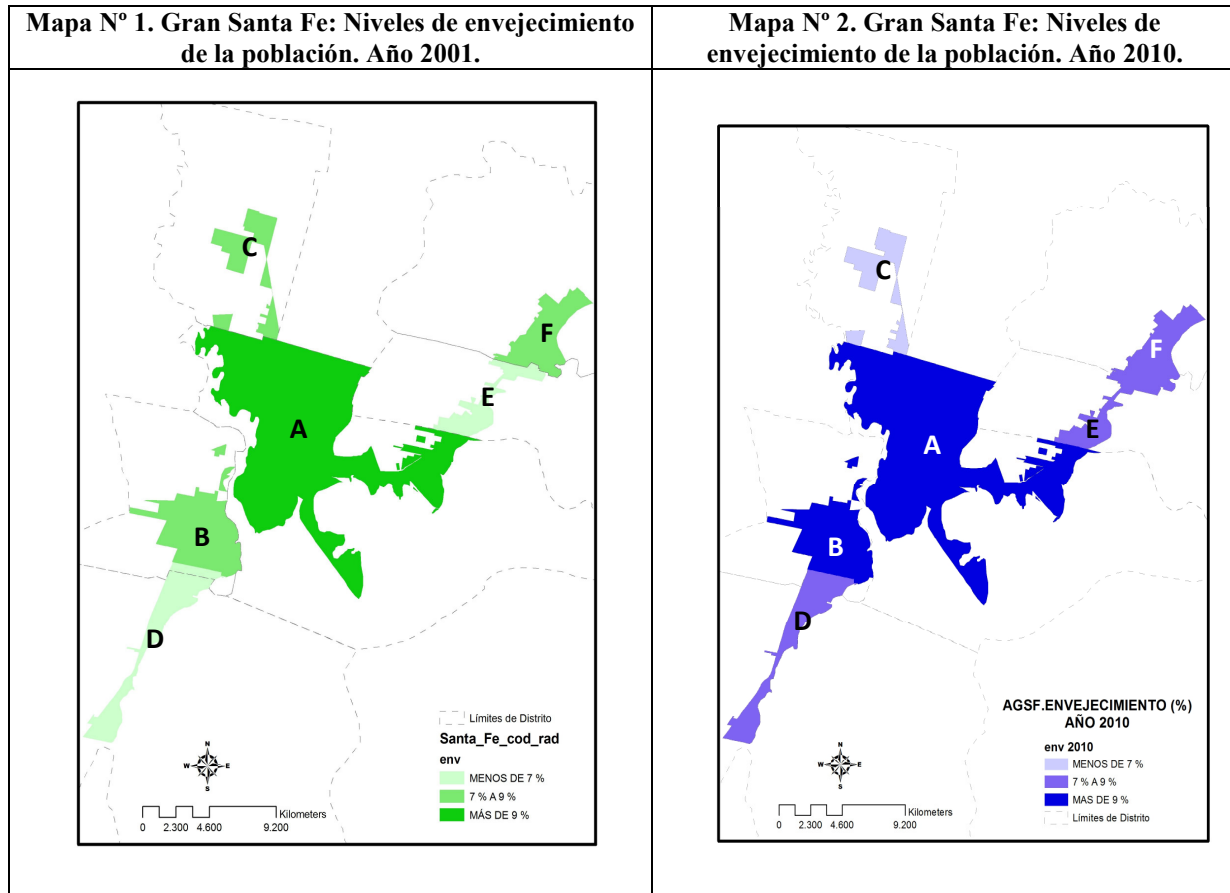 Mapa Nº 1. Gran Santa Fe: Niveles de envejecimiento
de la población. Año 2001.
C
F
E
A
B
D
Límites de Distrito
Santa_Fe_cod_rad
env
MENOS DE 7 %
7 % A 9 %
MÁS DE 9 %
N
W E
S
Kilometers
0 2.300 4.600 9.200
Mapa Nº 2. Gran Santa Fe: Niveles de
envejecimiento de la población. Año 2010.
C
F
E
A
B
D
AGSF.ENVEJECIMIENTO (%)
AÑO 2010
env 2010
MENOS DE 7 %
7 % A 9 %
MAS DE 9 %
Límites de Distrito
N
W E
S
Kilometers
0 2.300 4.600 9.200